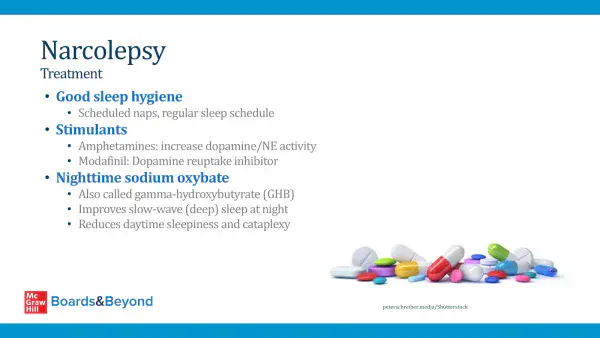 Narcolepsy
Treatment
• Good sleep hygiene
• Scheduled naps, regular sleep schedule
• Stimulants
• Amphetamines: increase dopamine/NE activity
• Modafinil: Dopamine reuptake inhibitor
• Nighttime sodium oxybate
• Also called gamma-hydroxybutyrate (GHB)
• Improves slow-wave (deep) sleep at night
• Reduces daytime sleepiness and cataplexy
Mc
Graw
Hill
Boards&Beyond
peterschreiber.media/Shutterstock